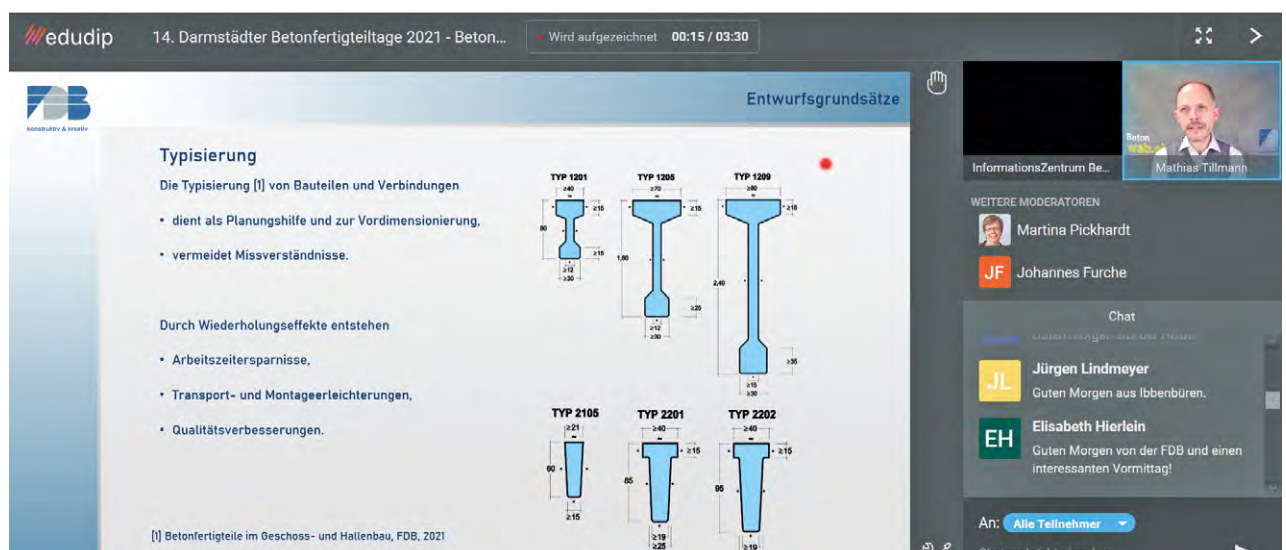 edudip
14. Darmstädter Betonfertigteiltage 2021 - Beton...
Wird aufgezeichnet 00:15 / 03:30
FDB
konstruktiv & kreativ
Entwurfsgrundsätze
Typisierung
Die Typisierung [1] von Bauteilen und Verbindungen
• dient als Planungshilfe und zur Vordimensionierung,
• vermeidet Missverständnisse.
Durch Wiederholungseffekte entstehen
• Arbeitszeitersparnisse,
• Transport- und Montageerleichterungen,
• Qualitätsverbesserungen.
[1] Betonfertigteile im Geschoss- und Hallenbau, FDB, 2021
TYP 1201
≥40
≥15
80
≥15
≥12
≥30
TYP 1205
≥70
≥15
1,60
≥25
≥12
≥30
TYP 1209
≥80
≥15
2,40
≥35
≥15
≥30
TYP 2105
≥21
60
≥15
TYP 2201
≥40
≥15
85
≥19
≥25
TYP 2202
≥40
≥15
95
≥19
Beton
InformationsZentrum Be...
Mathias Tillmann
WEITERE MODERATOREN
Martina Pickhardt
JF
Johannes Furche
Chat
JL
Jürgen Lindmeyer
Guten Morgen aus Ibbenbüren.
EH
Elisabeth Hierlein
Guten Morgen von der FDB und einen
interessanten Vormittag!
An: Alle Teilnehmer